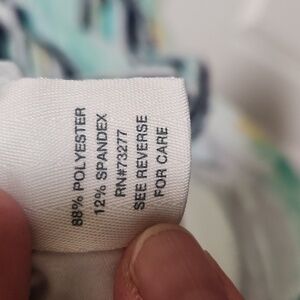 88% POLYESTER
12% SPANDEX
RN#73277
SEE REVERSE
FOR CARE